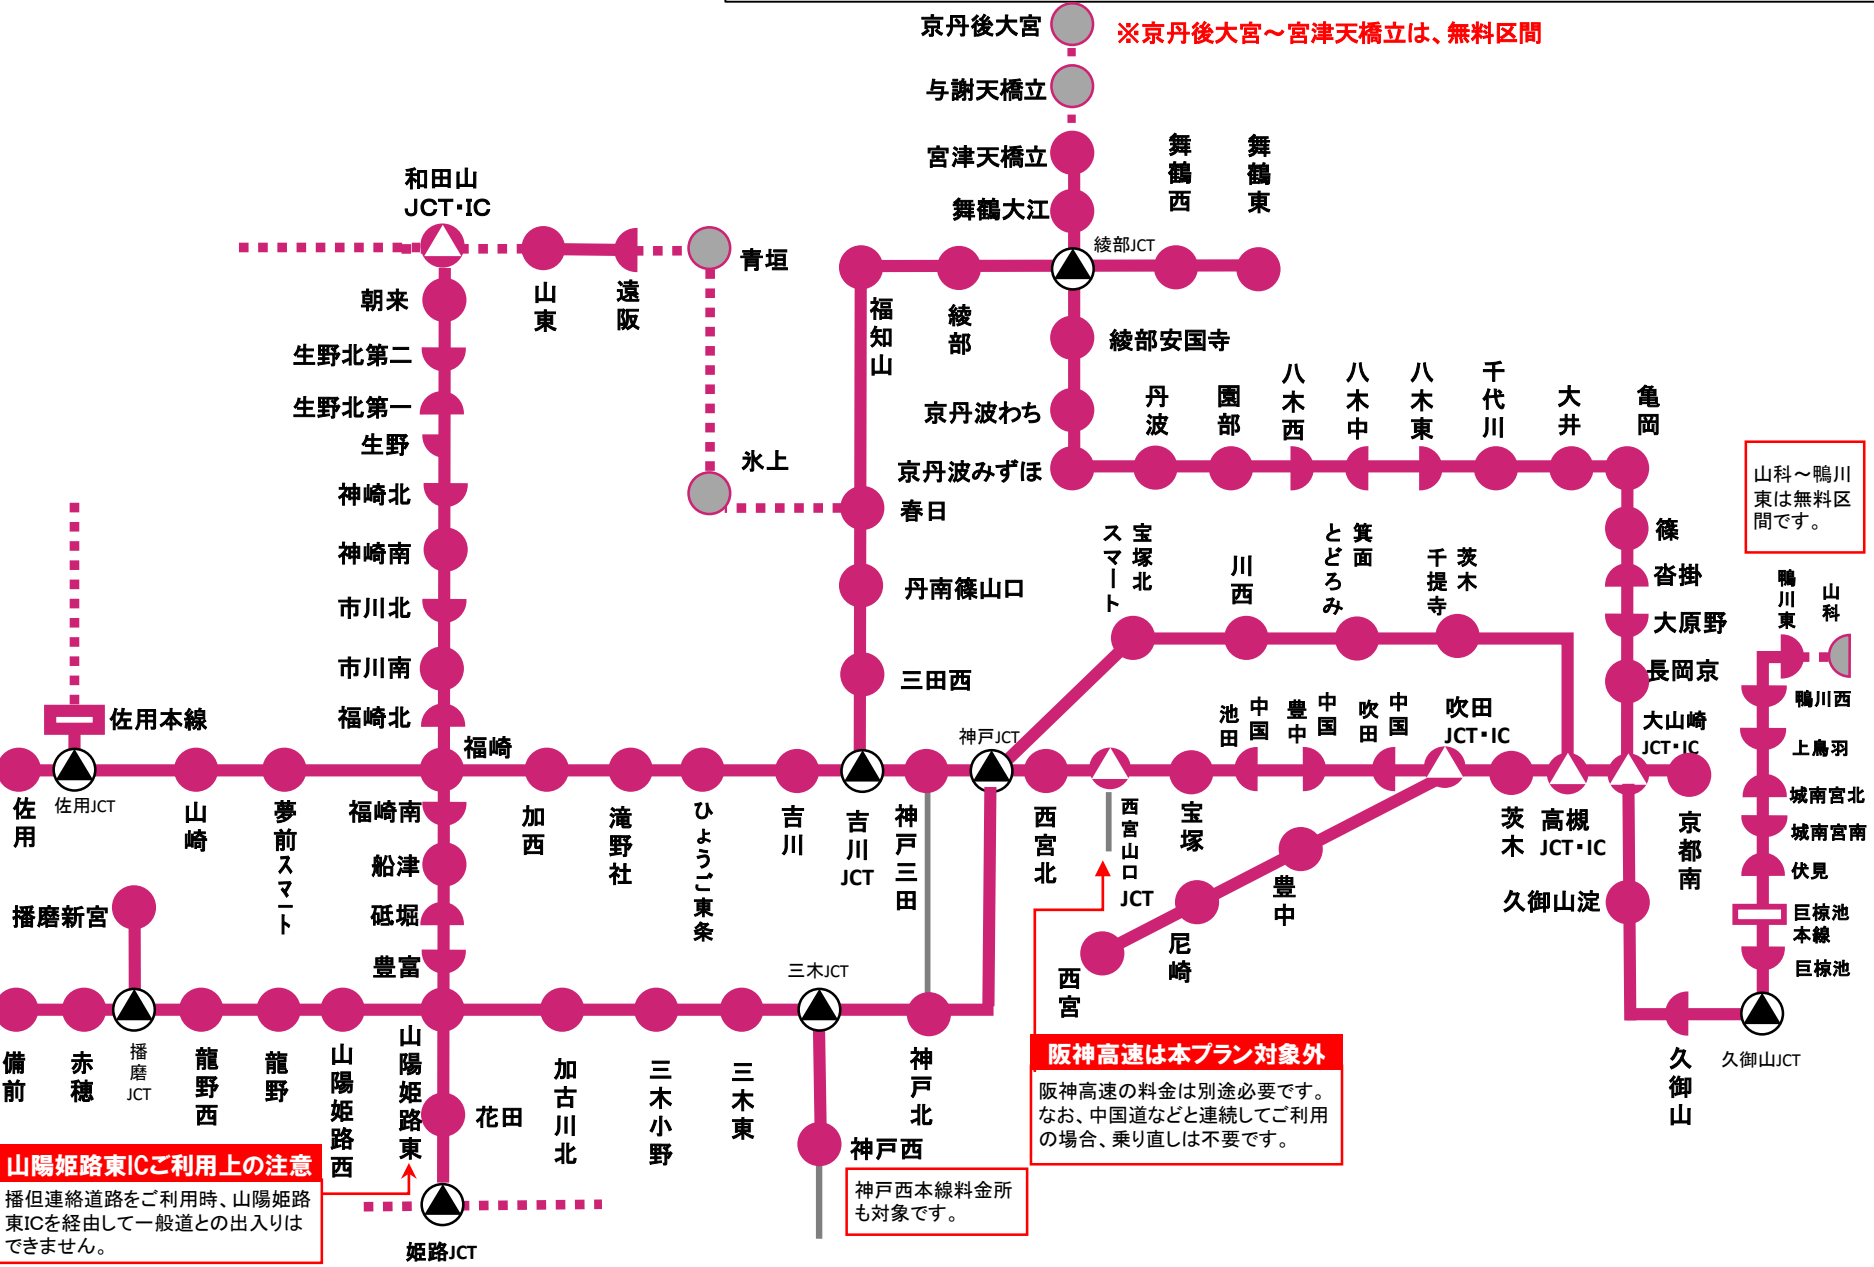 京丹後大宮
※京丹後大宮～宮津天橋立は、無料区間
与謝天橋立
宮津天橋立
舞鶴大江
舞鶴西
舞鶴東
綾部JCT
和田山
JCT・IC
山東
遠阪
青垣
氷上
福知山
綾部
綾部安国寺
京丹波わち
京丹波みずほ
丹波
園部
八木西
八木中
八木東
千代川
大井
亀岡
篠
沓掛
大原野
長岡京
大山崎
JCT・IC
朝来
生野北第二
生野北第一
生野
神崎北
神崎南
市川北
市川南
福崎北
福崎
春日
丹南篠山口
三田西
宝塚北
スマート
川西
箕面
とどろみ
茨木
千提寺
山科～鴨川
東は無料区
間です。
鴨川東
山科
鴨川西
上鳥羽
城南宮北
城南宮南
伏見
巨椋池
本線
巨椋池
久御山JCT
久御山
久御山淀
佐用本線
佐用
佐用JCT
山崎
夢前スマート
福崎南
船津
砥堀
豊富
加西
滝野社
ひょうご東条
吉川
吉川
JCT
神戸三田
神戸JCT
西宮北
西宮山口
JCT
宝塚
中国
池田
中国
豊中
中国
吹田
吹田
JCT・IC
茨木
高槻
JCT・IC
京都南
豊中
尼崎
西宮
播磨新宮
備前
赤穂
播磨
JCT
龍野西
龍野
山陽姫路西
山陽姫路東
加古川北
三木小野
三木東
三木JCT
神戸北
花田
神戸西
姫路JCT
山陽姫路東ICご利用上の注意
播但連絡道路をご利用時、山陽姫路
東ICを経由して一般道との出入りは
できません。
神戸西本線料金所
も対象です。
阪神高速は本プラン対象外
阪神高速の料金は別途必要です。
なお、中国道などと連続してご利用
の場合、乗り直しは不要です。